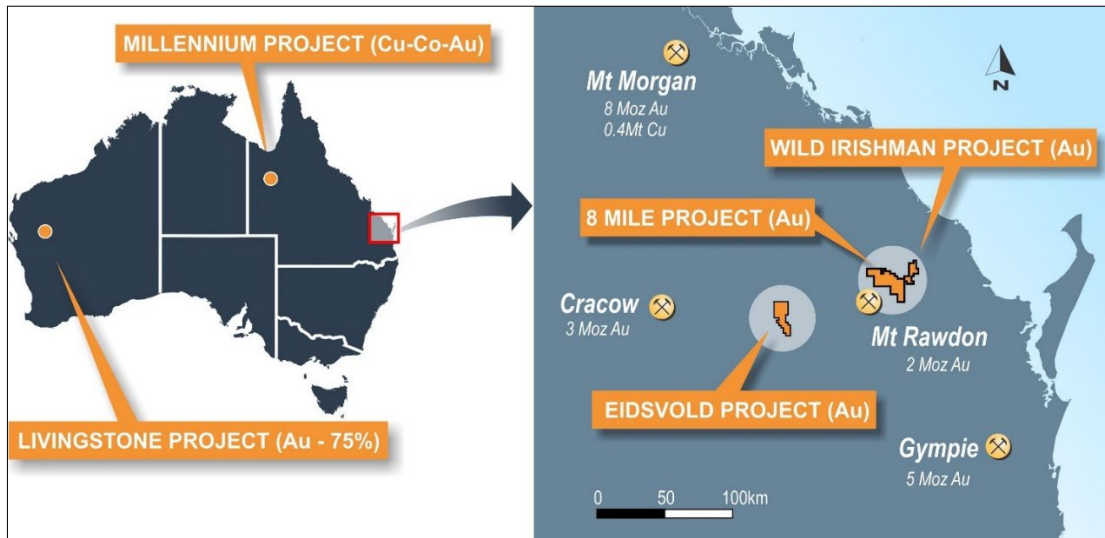 MILLENNIUM PROJECT (Cu-Co-Au)
LIVINGSTONE PROJECT (Au - 75%)
Mt Morgan
8 Moz Au
0.4Mt Cu
N
WILD IRISHMAN PROJECT (Au)
8 MILE PROJECT (Au)
Cracow
3 Moz Au
Mt Rawdon
2 Moz Au
EIDSVOLD PROJECT (Au)
Gympie
5 Moz Au
0 50 100km